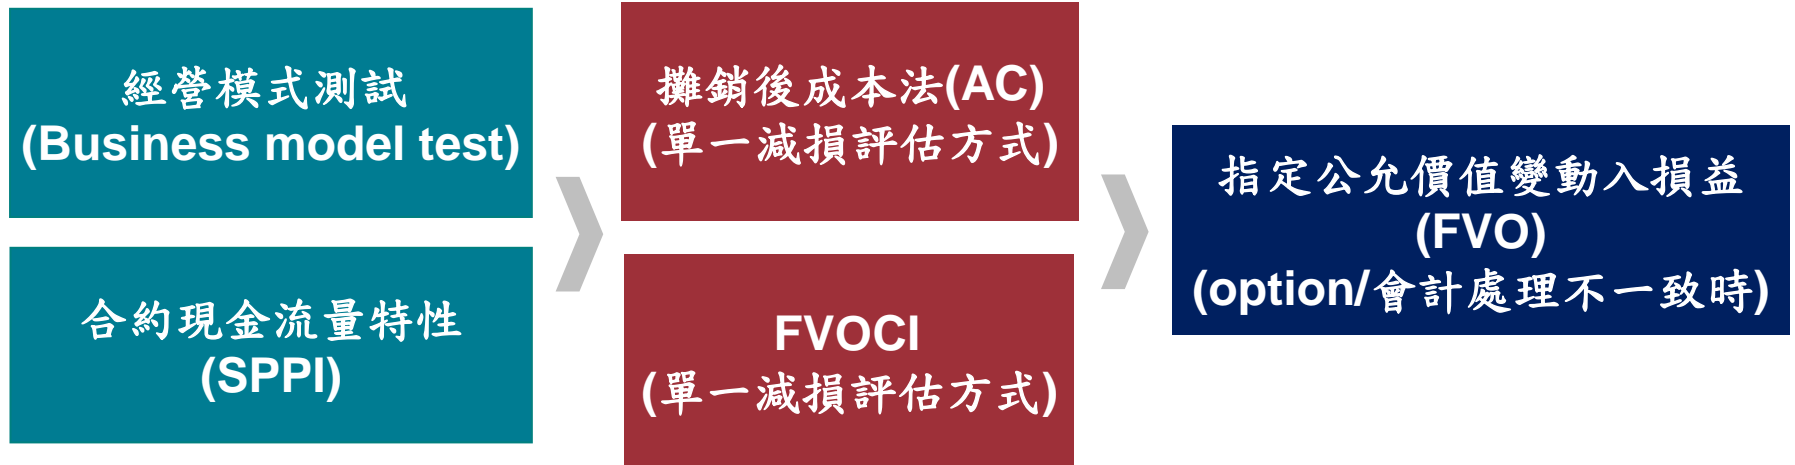 經營模式測試
(Business model test)
合約現金流量特性
(SPPI)
攤銷後成本法(AC)
(單一減損評估方式)
FVOCI
(單一減損評估方式)
指定公允價值變動入損益
(FVO)
(option/會計處理不一致時)